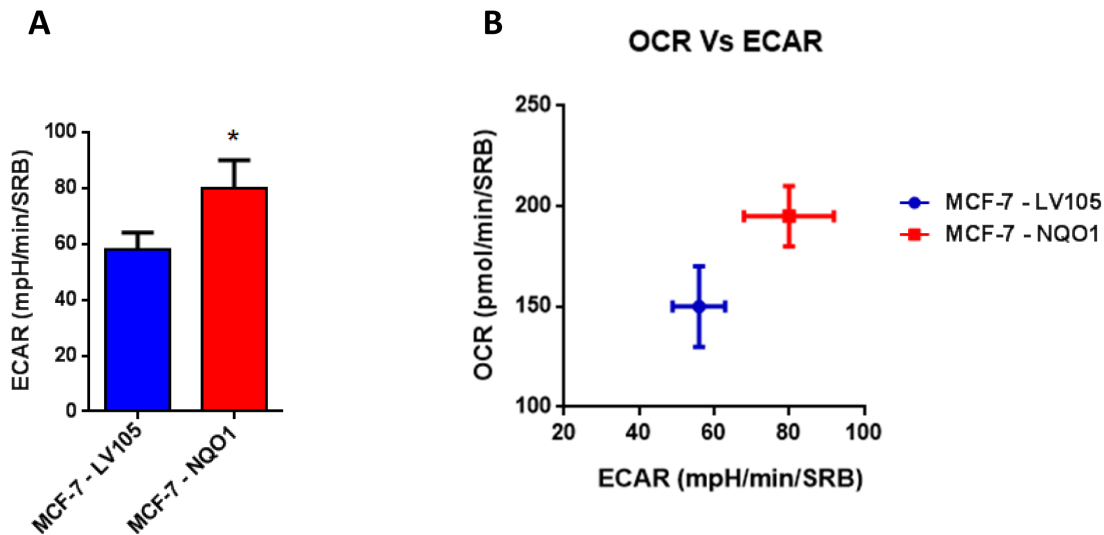 A
ECAR (mpH/min/SRB)
100
80
60
40
20
0
*
MCF-7 - LV105
MCF-7 - NQO1
B
OCR Vs ECAR
OCR (pmol/min/SRB)
250
200
150
100
20 40 60 80 100
ECAR (mpH/min/SRB)
MCF-7 - LV105
MCF-7 - NQO1